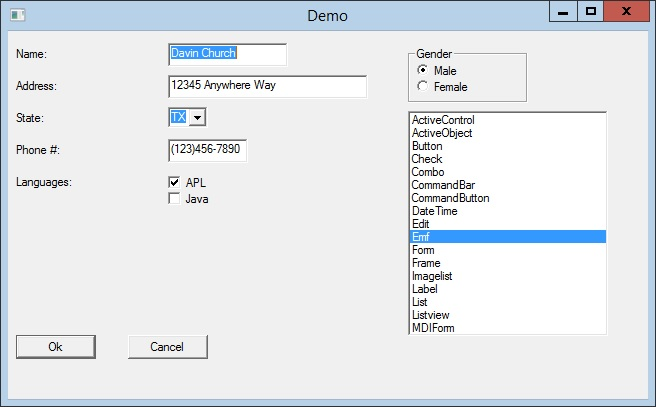 Demo
Name:
Davin Church
Address:
12345 Anywhere Way
State:
TX
Phone #:
(123)456-7890
Languages:
APL
Java
Ok
Cancel
Gender
Male
Female
ActiveControl
ActiveObject
Button
Check
Combo
CommandBar
CommandButton
DateTime
Edit
Emf
Form
Frame
Imagelist
Label
List
Listview
MDIForm